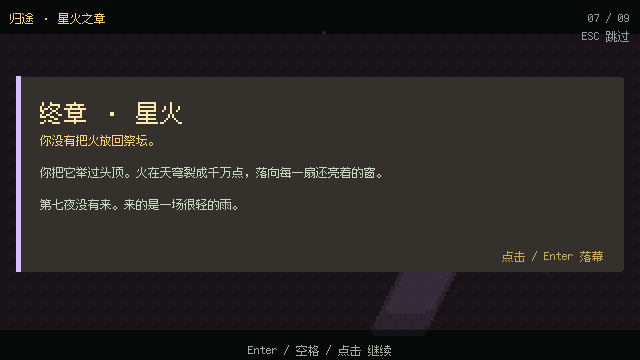 归途 · 星火之章
07 / 09
ESC 跳过
终章 · 星火
你没有把火放回祭坛。
你把它举过头顶。火在天穹裂成千万点，落向每一扇还亮着的窗。
第七夜没有来。来的是一场很轻的雨。
点击 / Enter 落幕
Enter / 空格 / 点击 继续